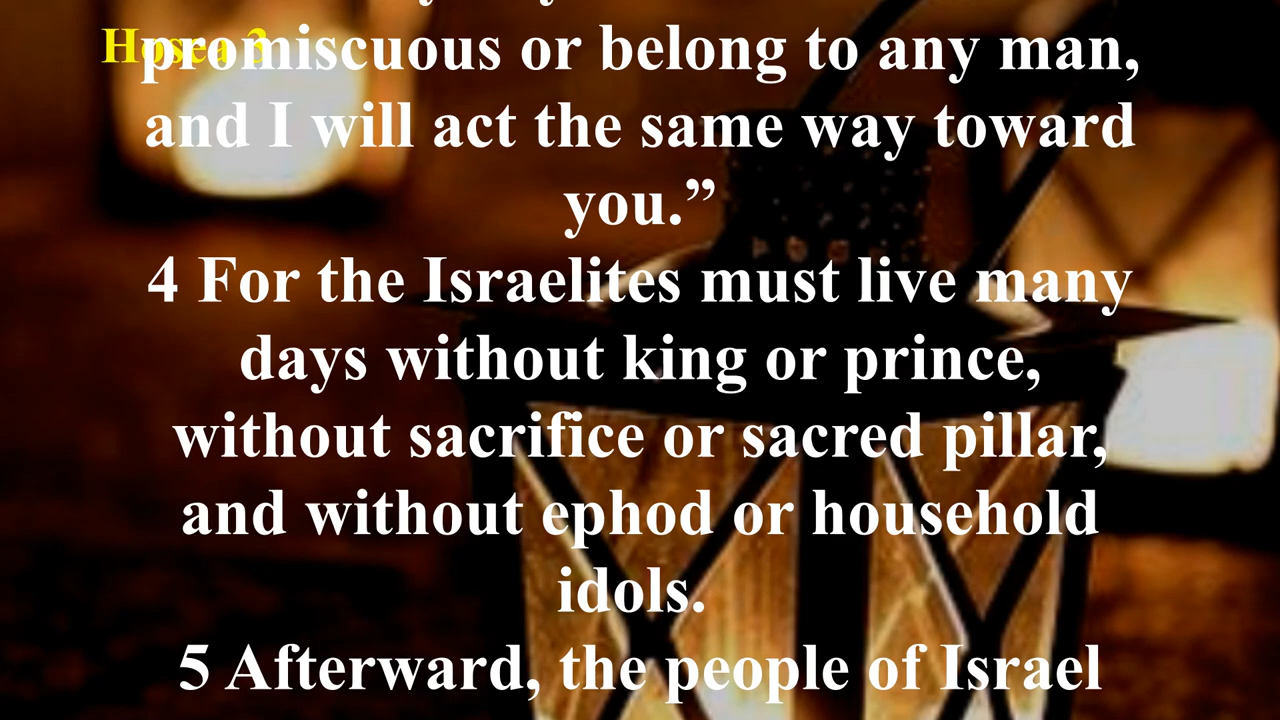 Hosea 3
promiscuous or belong to any man,
and I will act the same way toward
you.”
4 For the Israelites must live many
days without king or prince,
without sacrifice or sacred pillar,
and without ephod or household
idols.
5 Afterward, the people of Israel